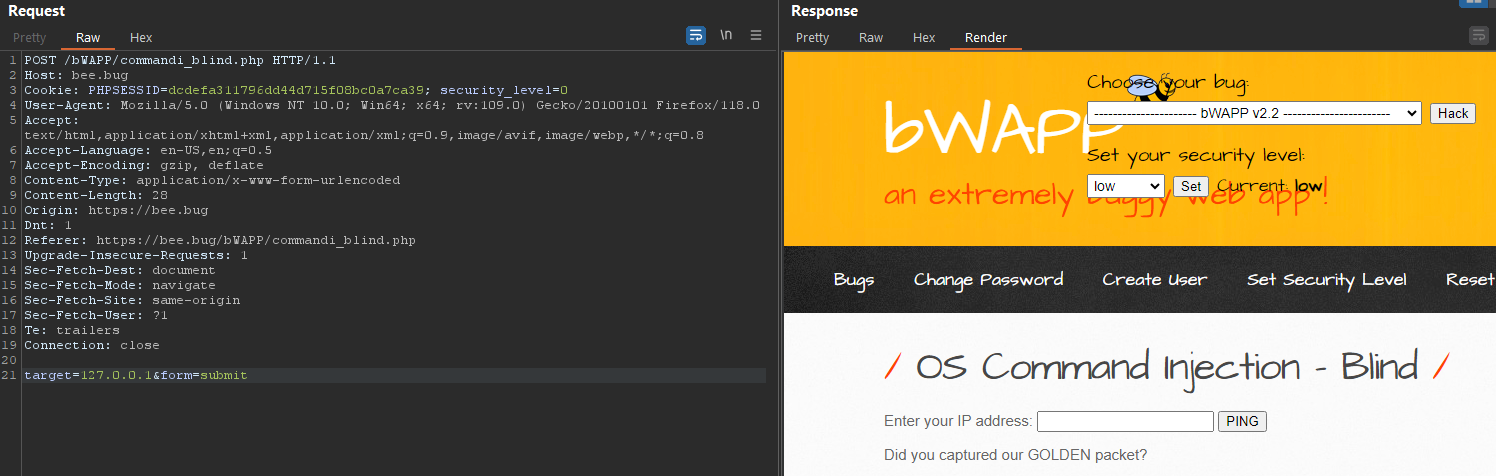 Request
Pretty Raw Hex \n
1 POST /bWAPP/commandi_blind.php HTTP/1.1
2 Host: bee.bug
3 Cookie: PHPSESSID=dcdefa311796dd44d715f08bc0a7ca39; security_level=0
4 User-Agent: Mozilla/5.0 (Windows NT 10.0; Win64; x64; rv:109.0) Gecko/20100101 Firefox/118.0
5 Accept:
text/html,application/xhtml+xml,application/xml;q=0.9,image/avif,image/webp,*/*;q=0.8
6 Accept-Language: en-US,en;q=0.5
7 Accept-Encoding: gzip, deflate
8 Content-Type: application/x-www-form-urlencoded
9 Content-Length: 28
10 Origin: https://bee.bug
11 Dnt: 1
12 Referer: https://bee.bug/bWAPP/commandi_blind.php
13 Upgrade-Insecure-Requests: 1
14 Sec-Fetch-Dest: document
15 Sec-Fetch-Mode: navigate
16 Sec-Fetch-Site: same-origin
17 Sec-Fetch-User: ?1
18 Te: trailers
19 Connection: close
20
21 target=127.0.0.1&form=submit
Response
Pretty Raw Hex Render
Choose your bug:
---------------------- bWAPP v2.2 ----------------------- Hack
bWAPP
Set your security level:
low Set Current: low
an extremely buggy web app !
Bugs Change Password Create User Set Security Level Reset
/ OS Command Injection - Blind /
Enter your IP address: PING
Did you captured our GOLDEN packet?